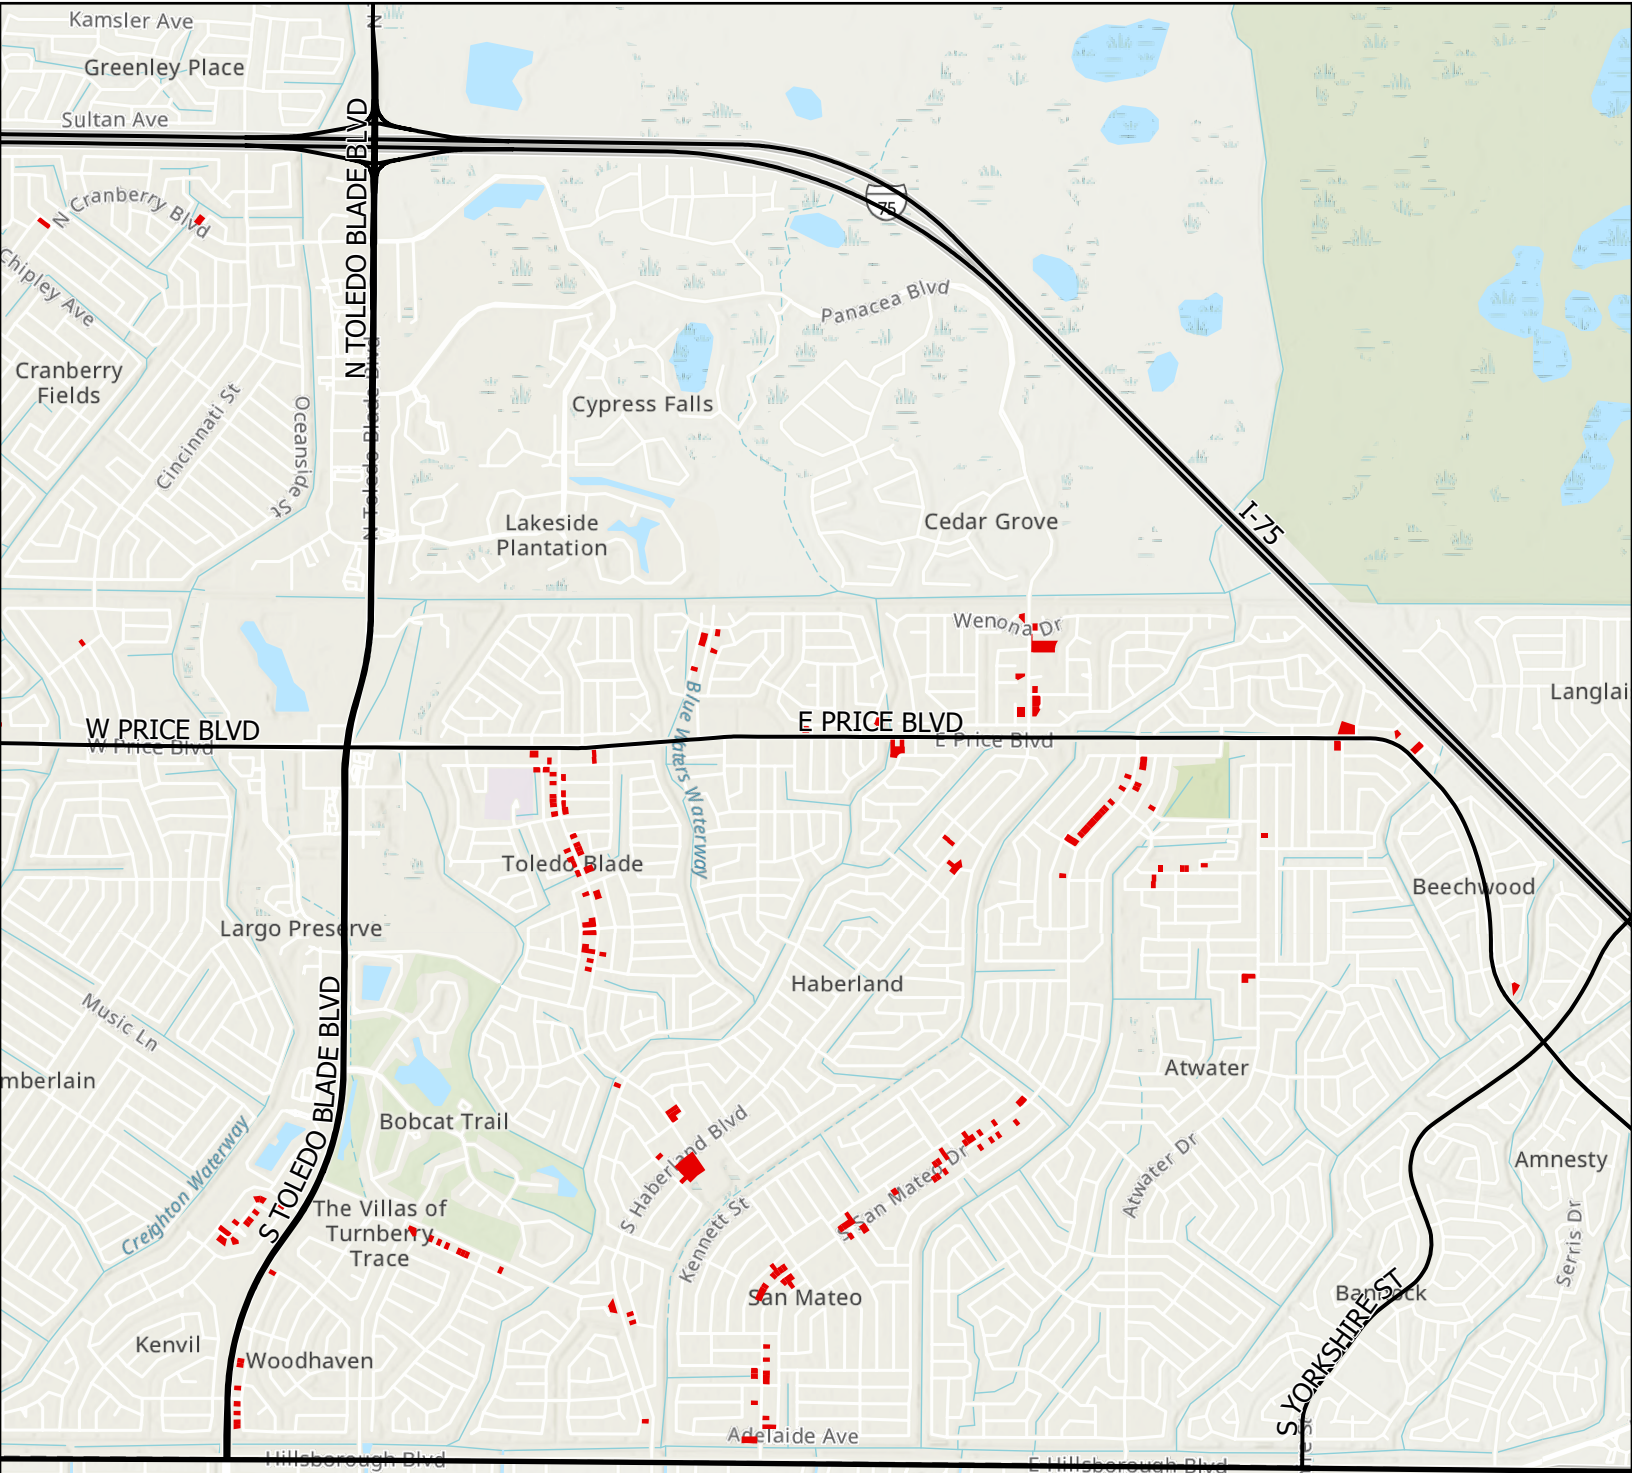 Kamsler Ave
Greenley Place
Sultan Ave
N TOLEDO BLADE BLVD
N Toledo Blade Blvd
75
N Cranberry Blvd
Chipley Ave
Panacea Blvd
Cranberry
Fields
Cincinnati St
Oceanside St
Cypress Falls
Lakeside
Plantation
Cedar Grove
I-75
Wenona Dr
Langlai
W PRICE BLVD
W Price Blvd
E PRICE BLVD
E Price Blvd
Blue Waters Waterway
Toledo Blade
Beechwood
Largo Preserve
Haberland
Music Ln
S TOLEDO BLADE BLVD
mberlain
Atwater
Bobcat Trail
S Haberland Blvd
Creighton Waterway
Kennett St
San Mateo Dr
Atwater Dr
Amnesty
The Villas of
Turnberry
Trace
Serris Dr
San Mateo
Bannock
S YORKSHIRE ST
Kenvil
Woodhaven
Adelaide Ave
Hillsborough Blvd
E Hillsborough Blvd